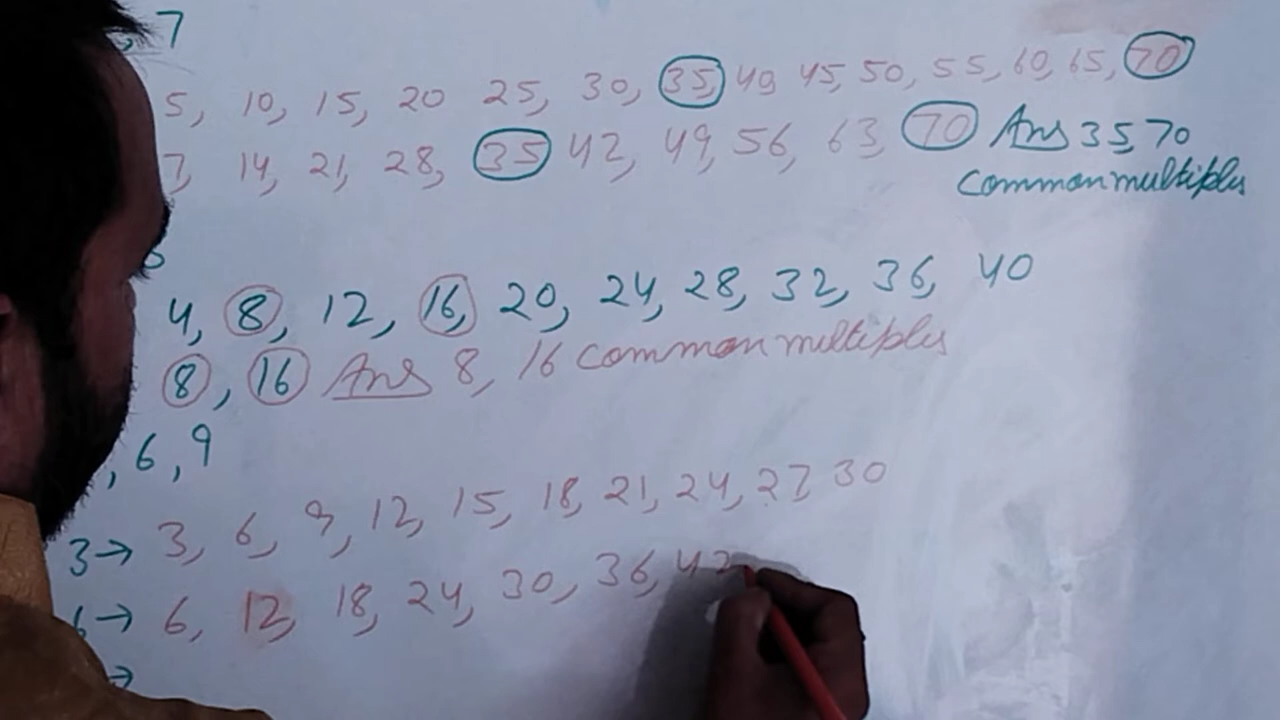 , 7
5, 10, 15, 20 25, 30, 35, 40 45, 50, 55, 60, 65, 70
7, 14, 21, 28, 35 42, 49, 56, 63, 70 Ans 35, 70
Common multiples
4, 8, 12, 16, 20, 24, 28, 32, 36, 40
8, 16 Ans 8, 16 Common multiples
, 6, 9
3→ 3, 6, 9, 12, 15, 18, 21, 24, 27, 30
6→ 6, 12, 18, 24, 30, 36, 42
→